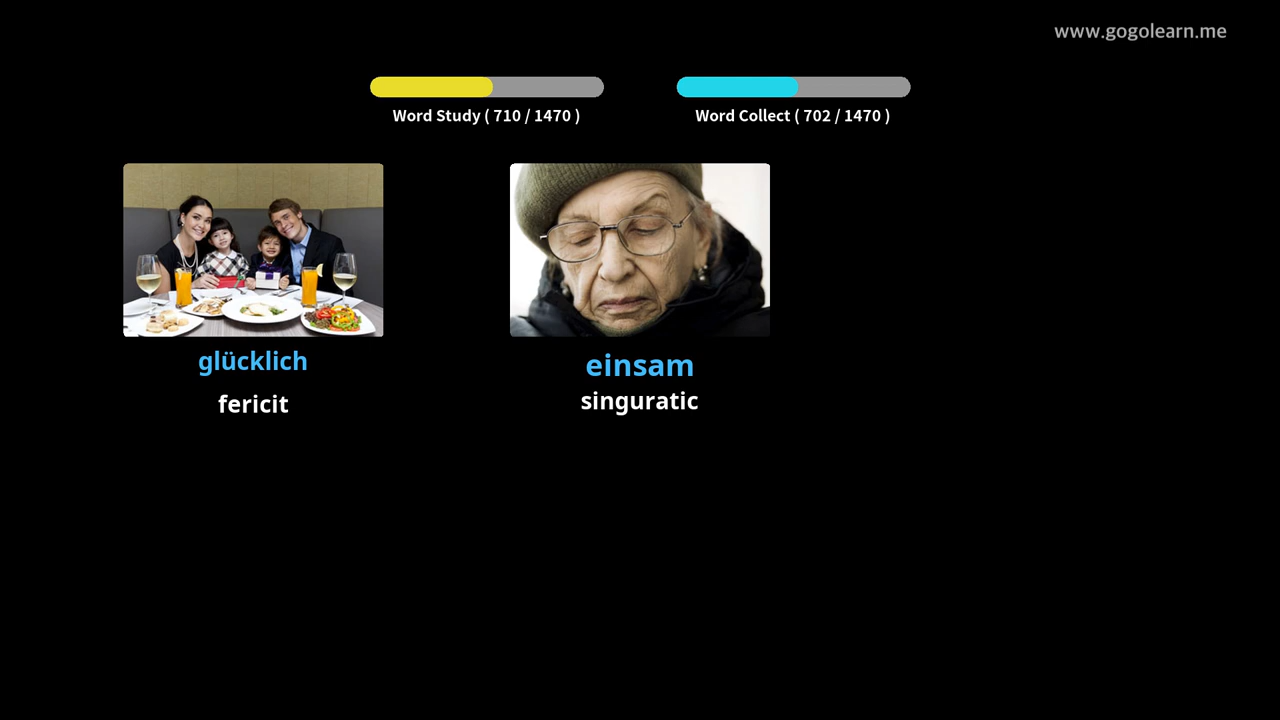 www.gogolearn.me
Word Study ( 710 / 1470 )
Word Collect ( 702 / 1470 )
glücklich
fericit
einsam
singuratic